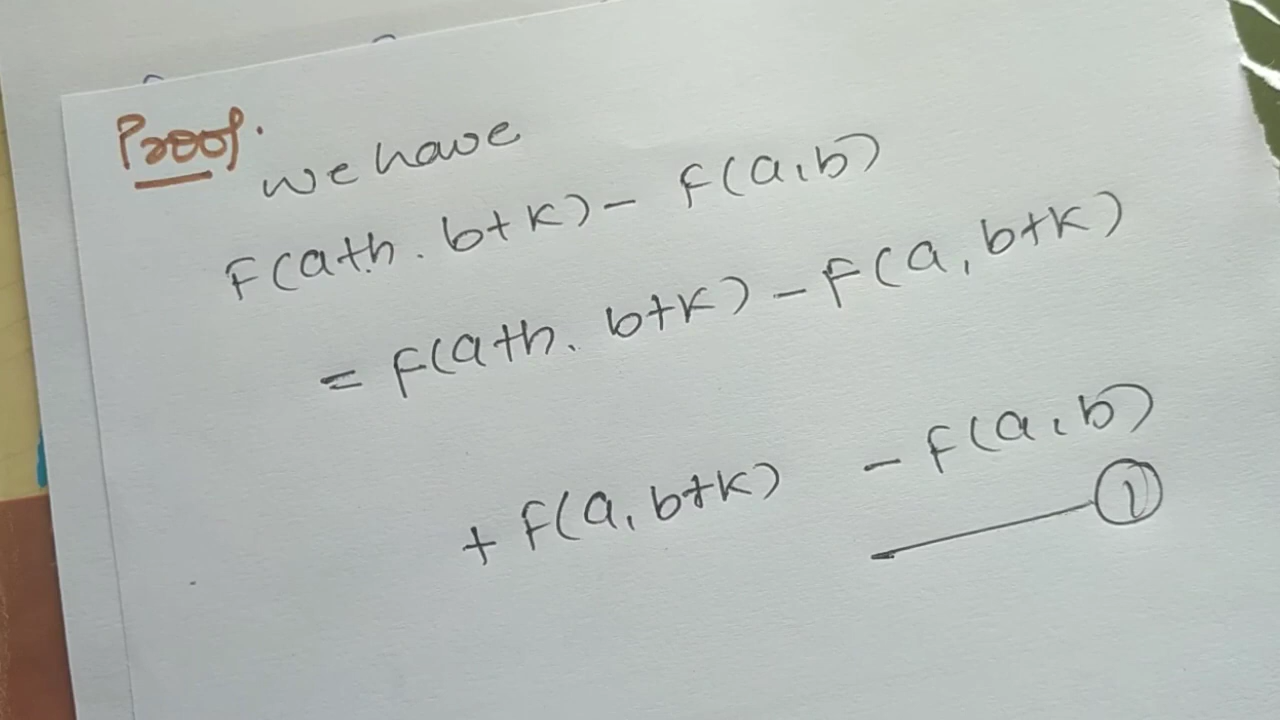 Proof.
we have
F(a+h. b+k) - F(a,b)
= F(a+h. b+k) - F(a, b+k)
+ F(a, b+k) - F(a,b)
①